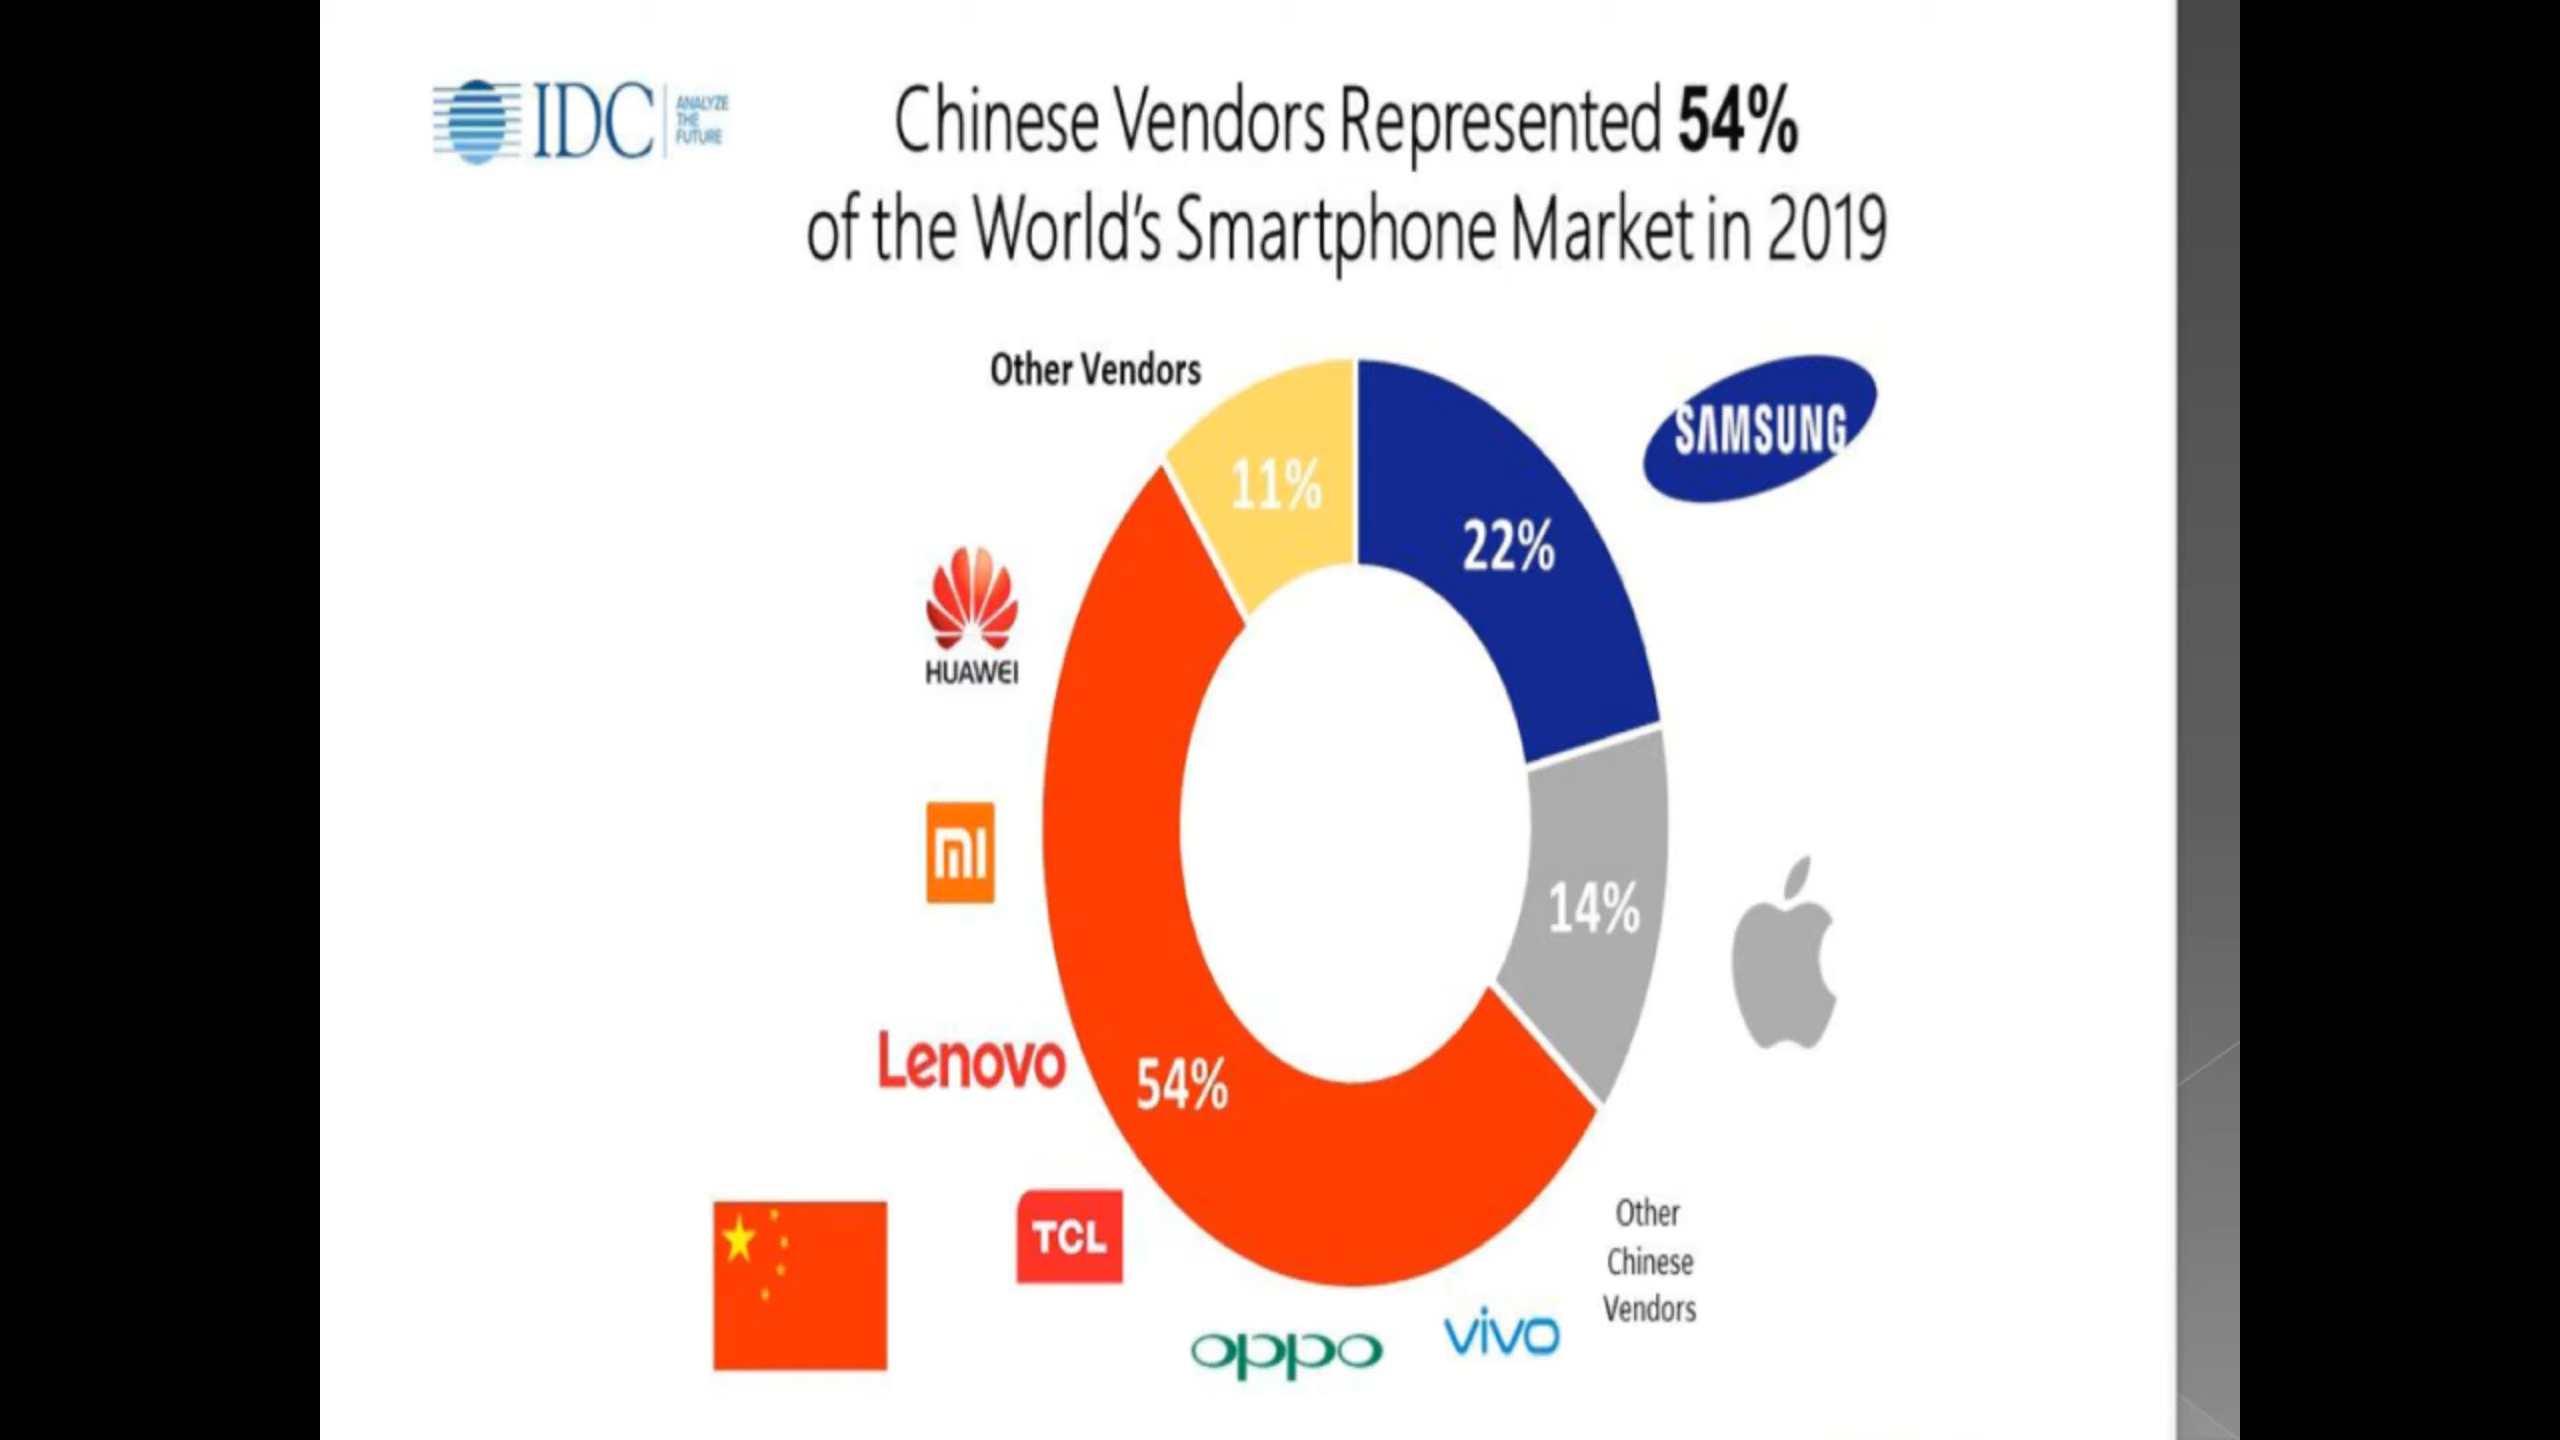 IDC
ANALYZE
THE
FUTURE
Chinese Vendors Represented 54%
of the World's Smartphone Market in 2019
Other Vendors
SAMSUNG
11%
22%
HUAWEI
mi
14%
Lenovo
54%
TCL
Other
Chinese
Vendors
oppo
vivo